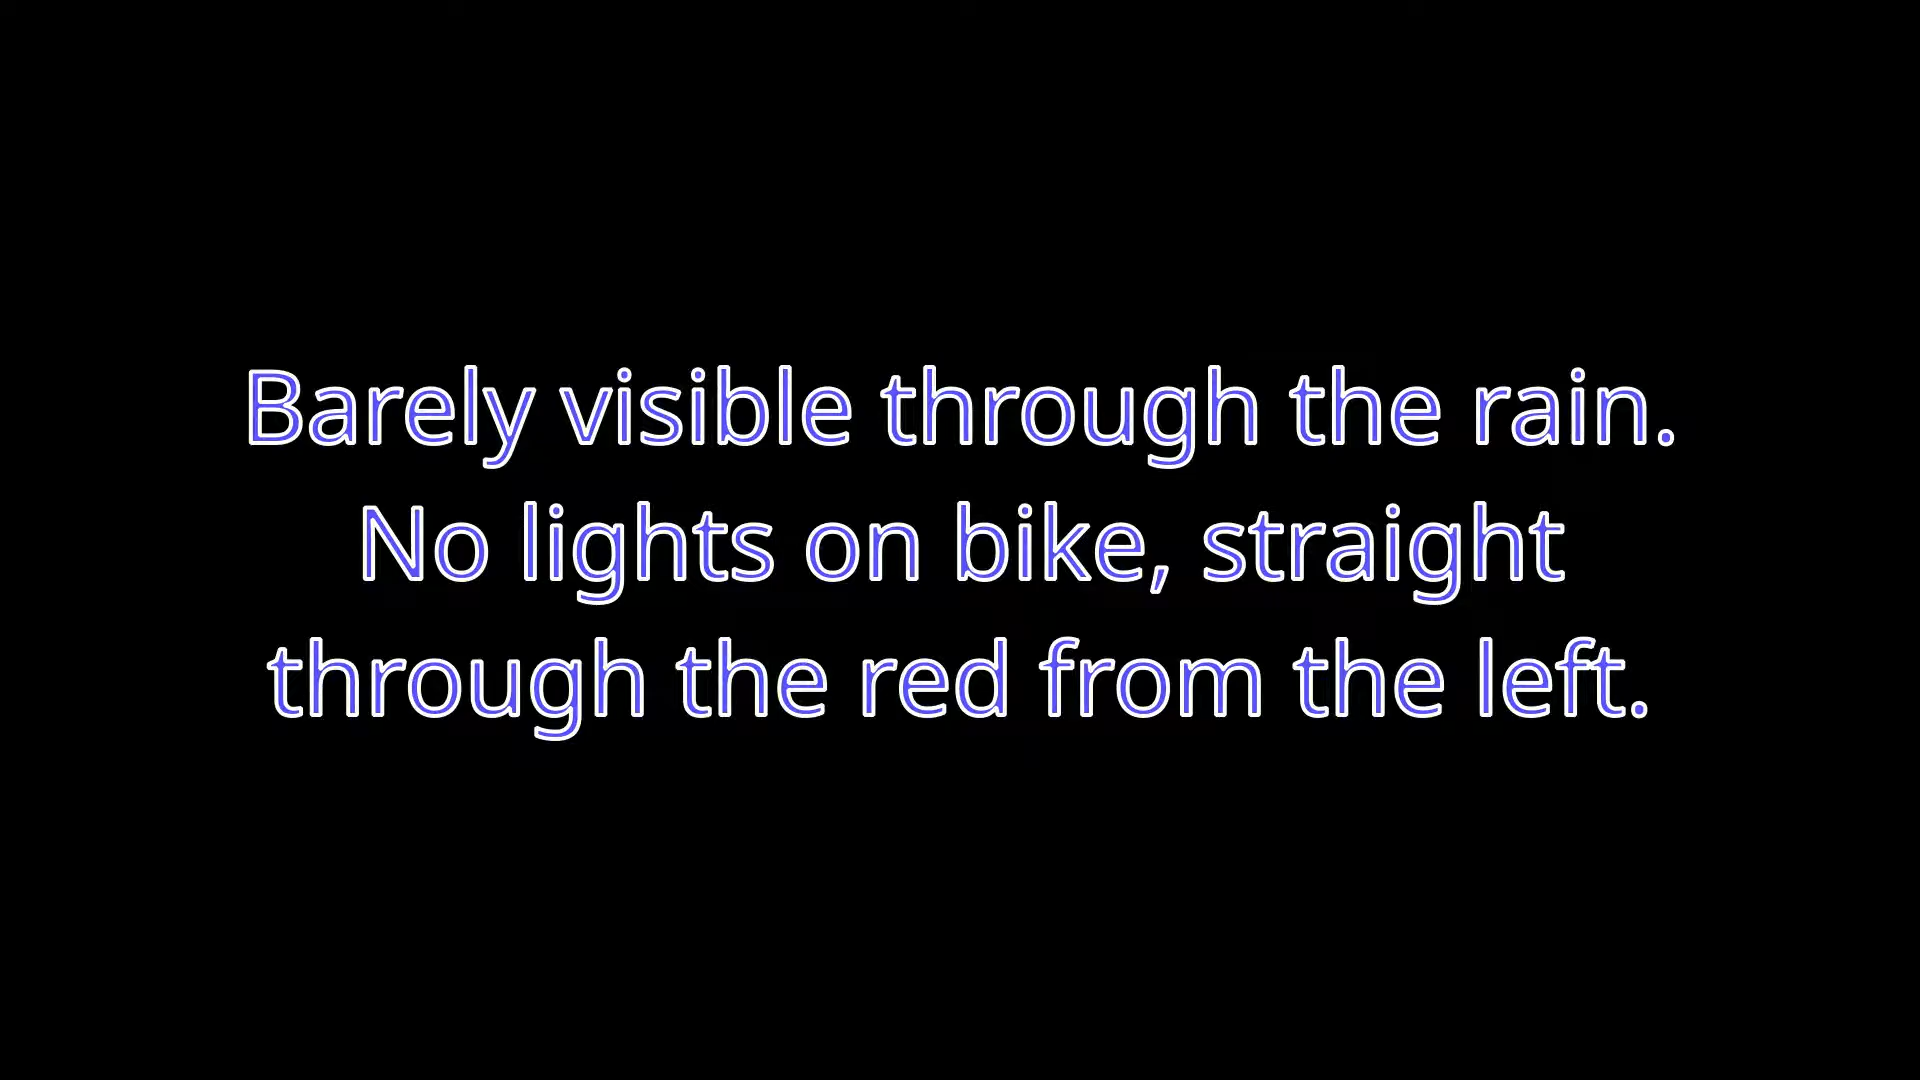 Barely visible through the rain.
No lights on bike, straight
through the red from the left.